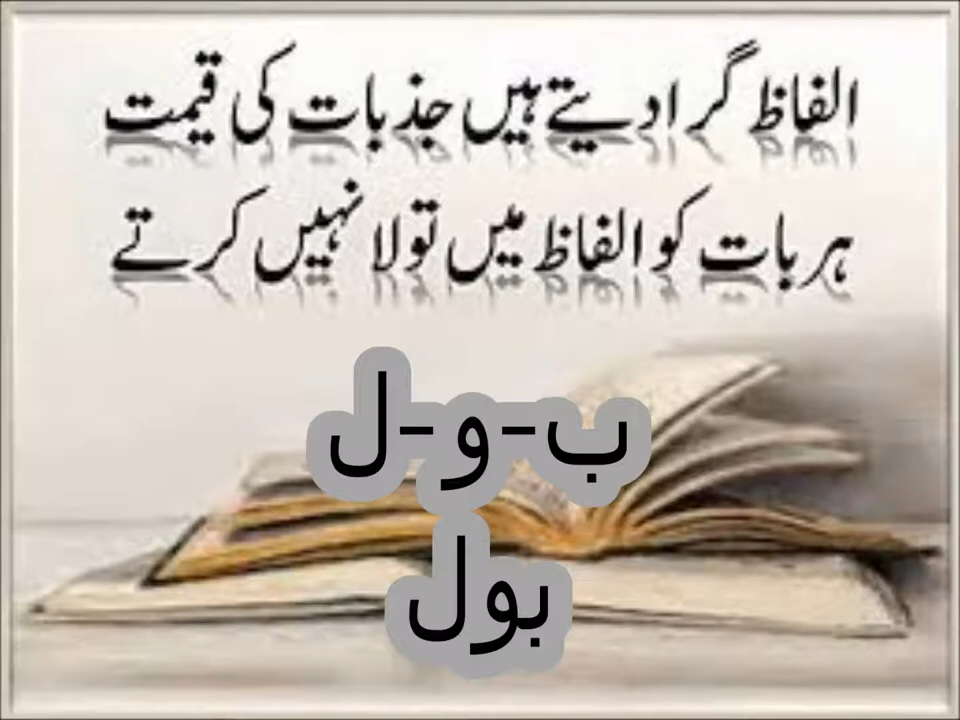 الفاظ گرا دیتے ہیں جذبات کی قیمت
ہر بات کو الفاظ میں تولا نہیں کرتے
ب-و-ل
بول